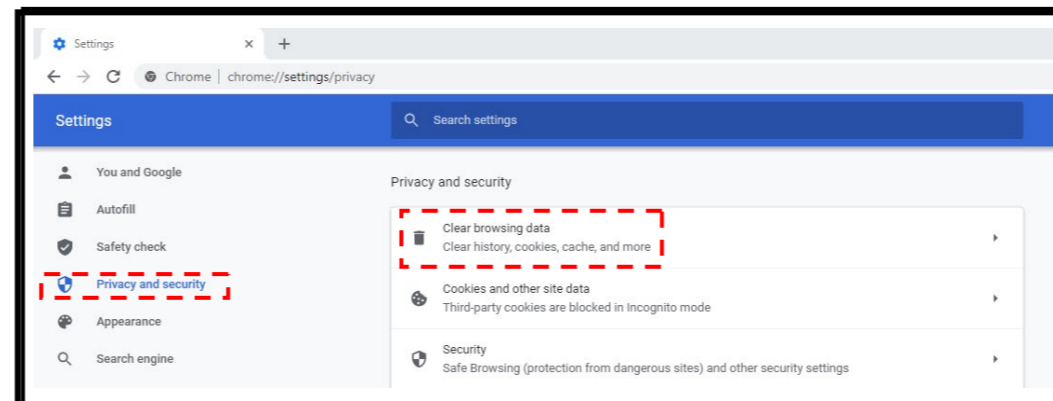 Settings
Chrome | chrome://settings/privacy
Settings
Search settings
You and Google
Autofill
Safety check
Privacy and security
Appearance
Search engine
Privacy and security
Clear browsing data
Clear history, cookies, cache, and more
Cookies and other site data
Third-party cookies are blocked in Incognito mode
Security
Safe Browsing (protection from dangerous sites) and other security settings